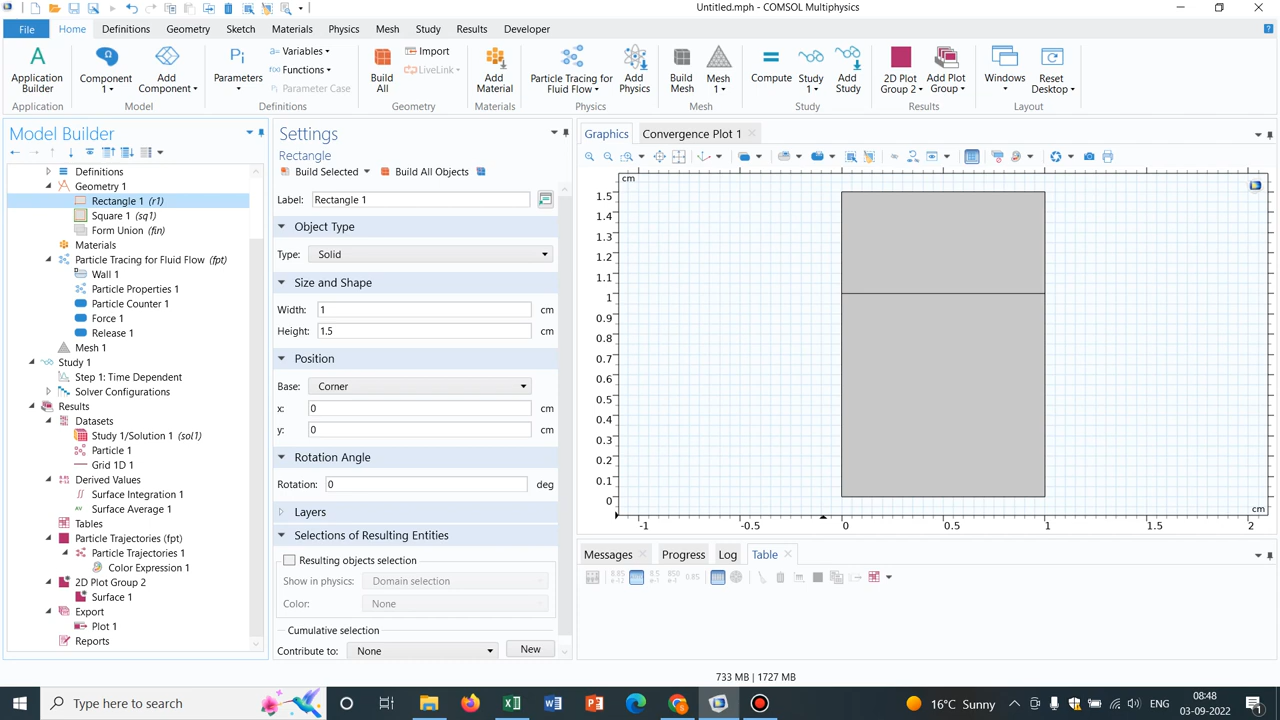 Untitled.mph - COMSOL Multiphysics
File Home Definitions Geometry Sketch Materials Physics Mesh Study Results Developer
Application Builder
Component 1
Add Component
Parameters
Variables
Functions
Parameter Case
Build All
Import
LiveLink
Add Material
Particle Tracing for Fluid Flow
Add Physics
Build Mesh
Mesh 1
Compute
Study 1
Add Study
2D Plot Group 2
Add Plot Group
Windows
Reset Desktop
Application Model Definitions Geometry Materials Physics Mesh Study Results Layout
Model Builder
Definitions
Geometry 1
Rectangle 1 (r1)
Square 1 (sq1)
Form Union (fin)
Materials
Particle Tracing for Fluid Flow (fpt)
Wall 1
Particle Properties 1
Particle Counter 1
Force 1
Release 1
Mesh 1
Study 1
Step 1: Time Dependent
Solver Configurations
Results
Datasets
Study 1/Solution 1 (sol1)
Particle 1
Grid 1D 1
Derived Values
Surface Integration 1
Surface Average 1
Tables
Particle Trajectories (fpt)
Particle Trajectories 1
Color Expression 1
2D Plot Group 2
Surface 1
Export
Plot 1
Reports
Settings
Rectangle
Build Selected Build All Objects
Label: Rectangle 1
Object Type
Type: Solid
Size and Shape
Width: 1 cm
Height: 1.5 cm
Position
Base: Corner
x: 0 cm
y: 0 cm
Rotation Angle
Rotation: 0 deg
Layers
Selections of Resulting Entities
Resulting objects selection
Show in physics: Domain selection
Color: None
Cumulative selection
Contribute to: None New
Graphics Convergence Plot 1
cm
1.5
1.4
1.3
1.2
1.1
1
0.9
0.8
0.7
0.6
0.5
0.4
0.3
0.2
0.1
0
cm
-1 -0.5 0 0.5 1 1.5 2
Messages Progress Log Table
8.85 e-12 8.5 e-1 850 e-3 0.85
733 MB | 1727 MB
Type here to search
16°C Sunny
ENG
08:48
03-09-2022
1